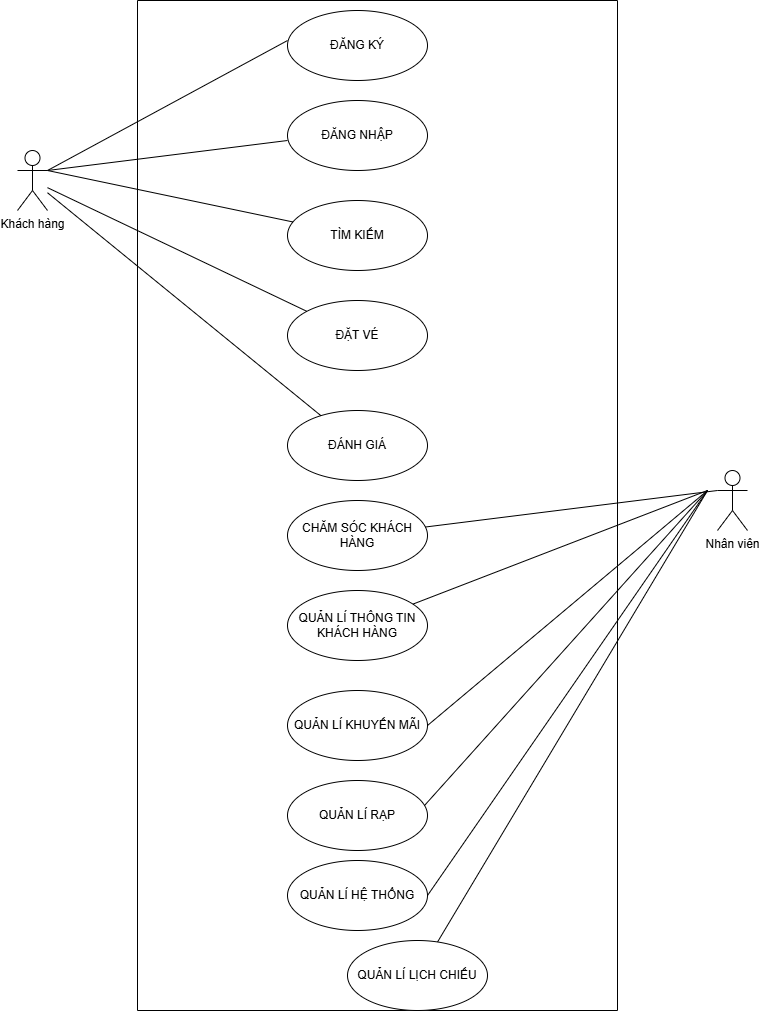 ĐĂNG KÝ
ĐĂNG NHẬP
Khách hàng
TÌM KIẾM
ĐẶT VÉ
ĐÁNH GIÁ
CHĂM SÓC KHÁCH
HÀNG
Nhân viên
QUẢN LÍ THÔNG TIN
KHÁCH HÀNG
QUẢN LÍ KHUYẾN MÃI
QUẢN LÍ RẠP
QUẢN LÍ HỆ THỐNG
QUẢN LÍ LỊCH CHIẾU